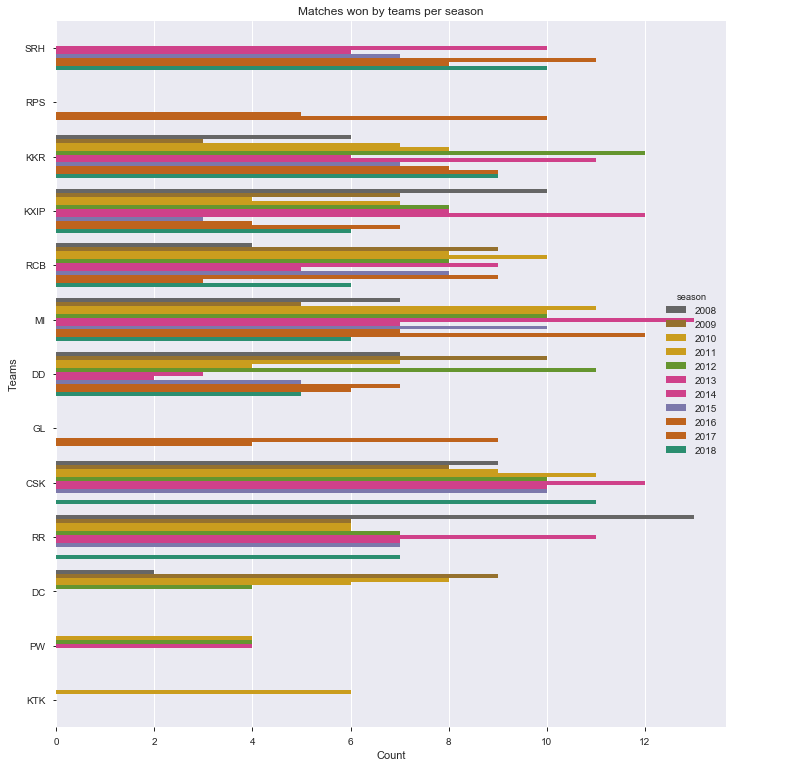 Matches won by teams per season
SRH
RPS
KKR
KXIP
RCB
MI
DD
GL
CSK
RR
DC
PW
KTK
Teams
season
2008
2009
2010
2011
2012
2013
2014
2015
2016
2017
2018
0 2 4 6 8 10 12
Count